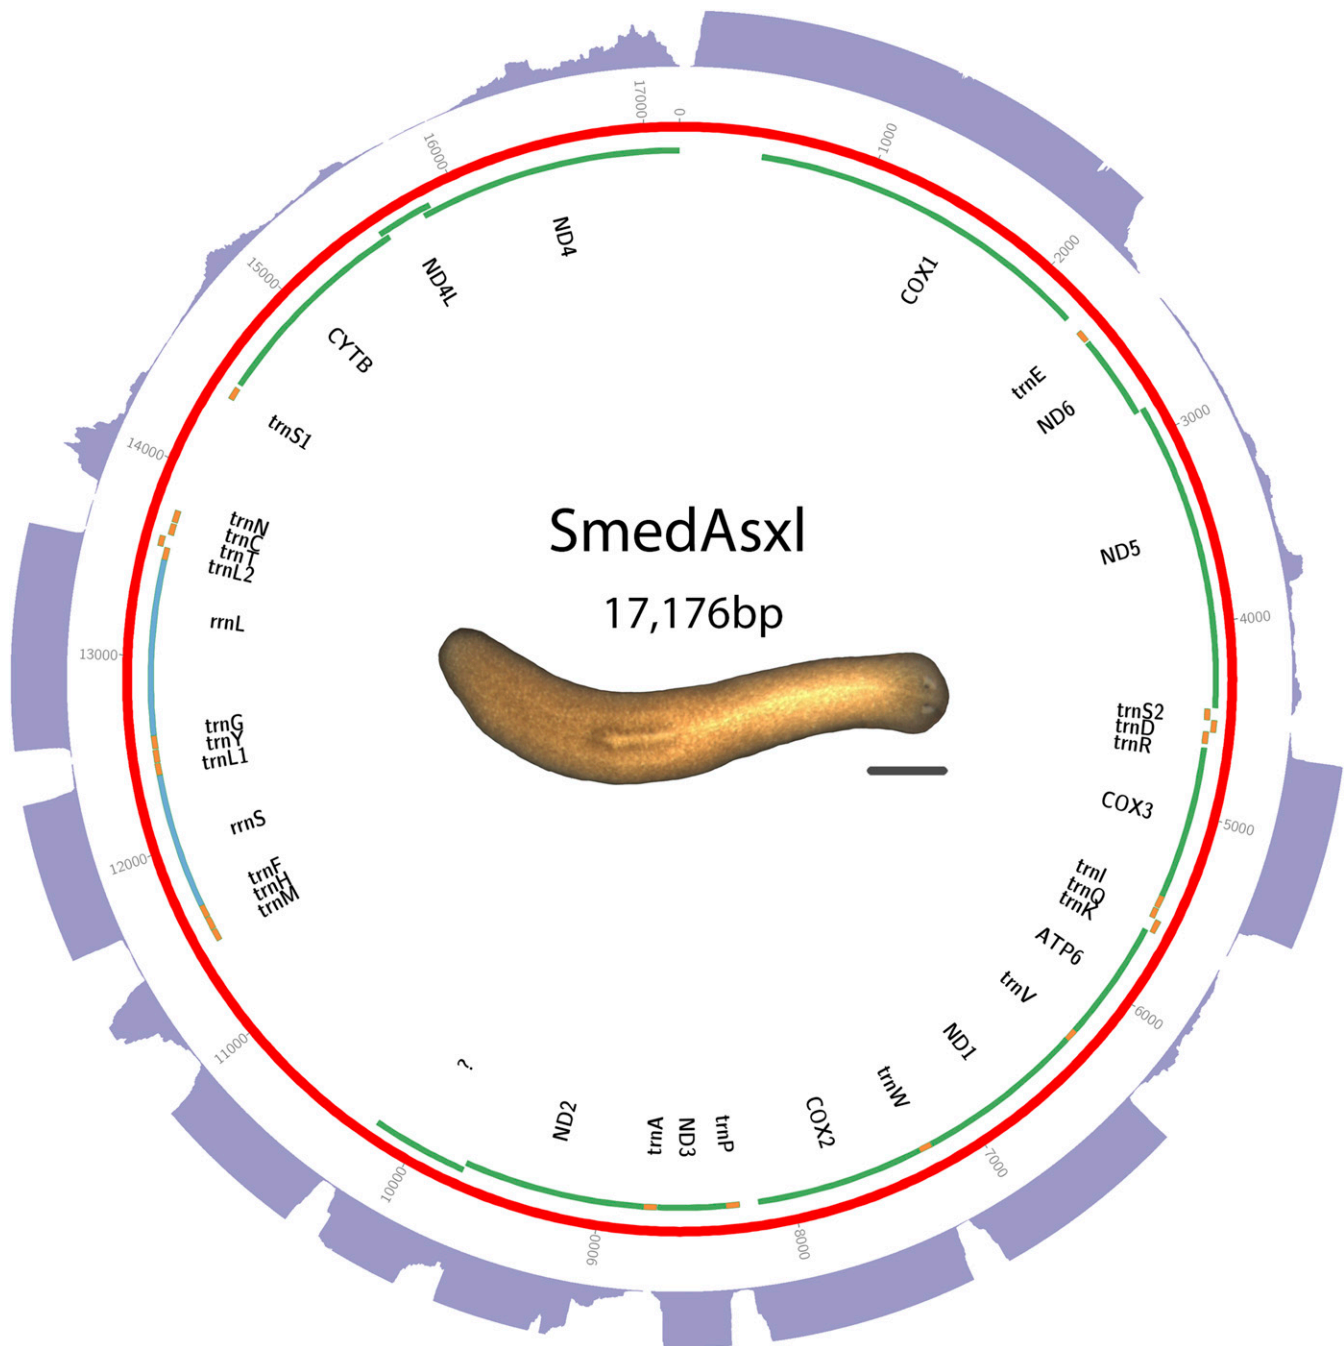 0
1000
2000
3000
4000
5000
6000
7000
8000
9000
10000
11000
12000
13000
14000
15000
16000
17000
COX1
trnE
ND6
ND5
trnS2
trnD
trnR
COX3
trnI
trnQ
trnK
ATP6
trnV
ND1
trnW
COX2
trnP
ND3
trnA
ND2
?
trnM
trnH
trnF
rrnS
trnL1
trnY
trnG
rrnL
trnL2
trnT
trnC
trnN
trnS1
CYTB
ND4L
ND4
SmedAsxl
17,176bp